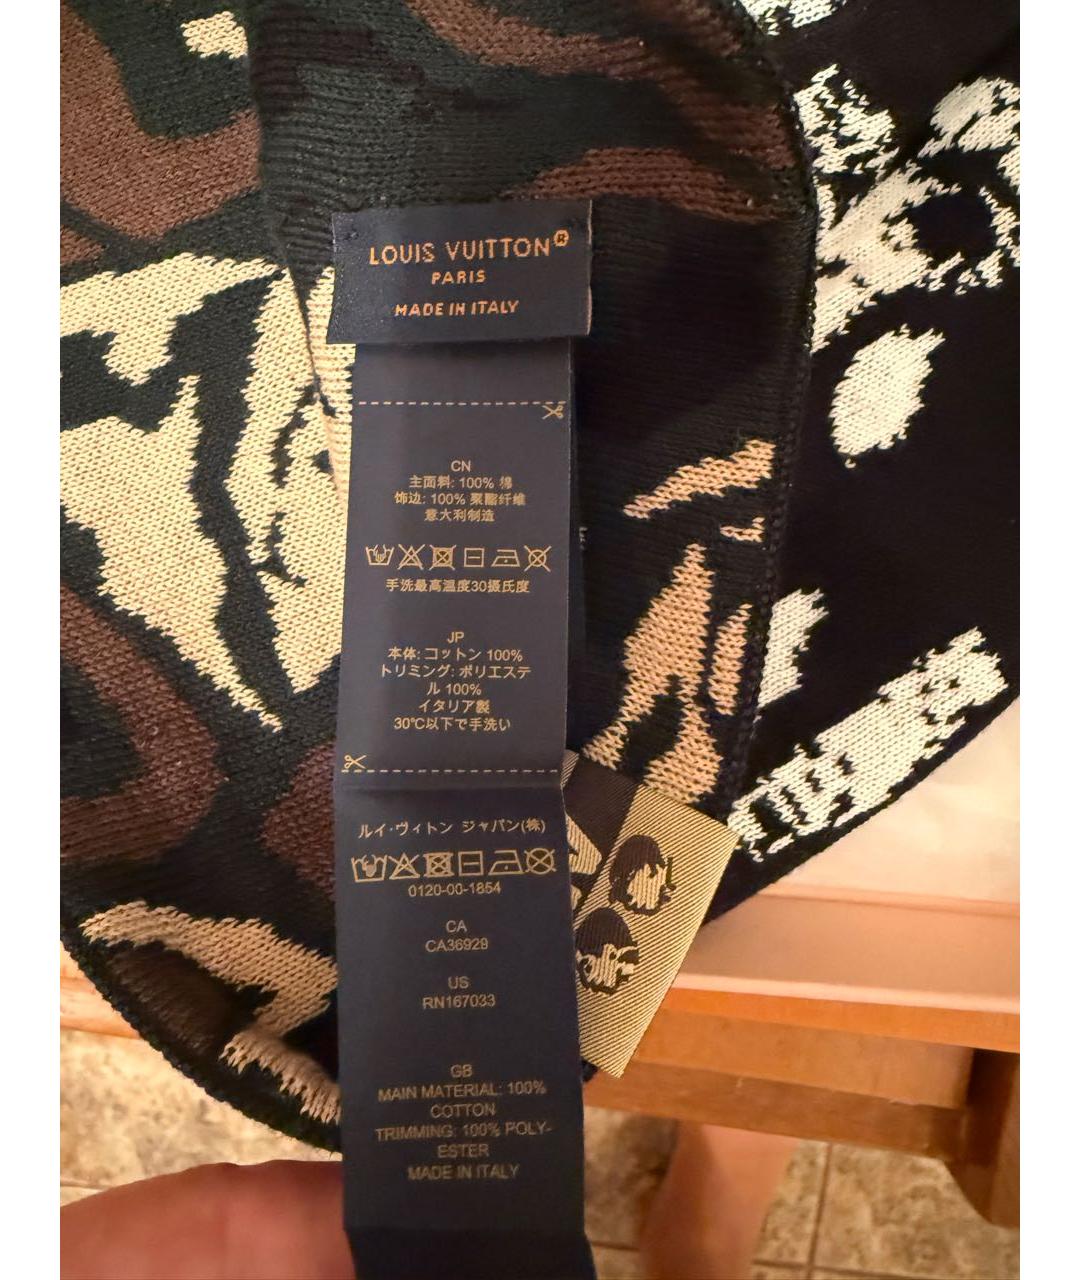 LOUIS VUITTON®
PARIS
MADE IN ITALY
CN
主面料: 100% 棉
饰边: 100% 聚酯纤维
意大利制造
手洗最高温度30摄氏度
JP
本体: コットン 100%
トリミング: ポリエステ
ル 100%
イタリア製
30℃以下で手洗い
ルイ・ヴィトン ジャパン(株)
0120-00-1854
CA
CA36929
US
RN167033
GB
MAIN MATERIAL: 100%
COTTON
TRIMMING: 100% POLY-
ESTER
MADE IN ITALY